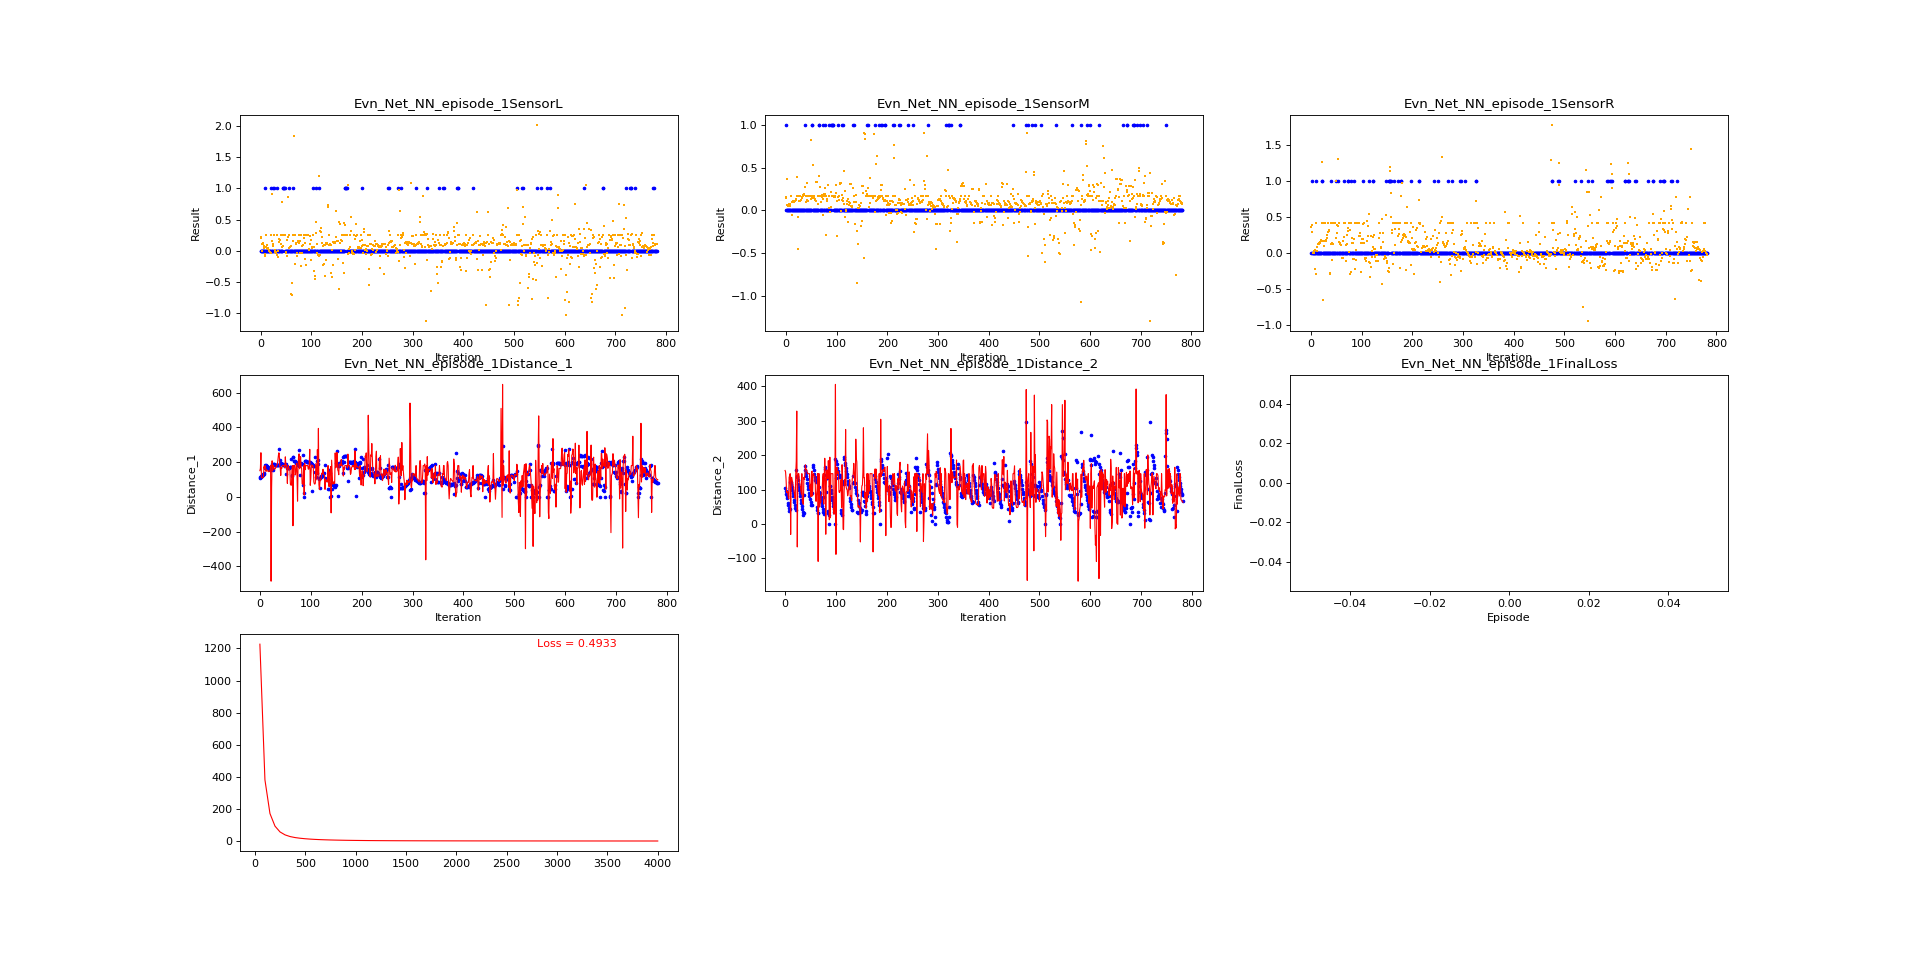 Evn_Net_NN_episode_1SensorL
Result
2.0
1.5
1.0
0.5
0.0
−0.5
−1.0
0 100 200 300 400 500 600 700 800
Iteration
Evn_Net_NN_episode_1SensorM
Result
1.0
0.5
0.0
−0.5
−1.0
0 100 200 300 400 500 600 700 800
Iteration
Evn_Net_NN_episode_1SensorR
Result
1.5
1.0
0.5
0.0
−0.5
−1.0
0 100 200 300 400 500 600 700 800
Iteration
Evn_Net_NN_episode_1Distance_1
Distance_1
600
400
200
0
−200
−400
0 100 200 300 400 500 600 700 800
Iteration
Evn_Net_NN_episode_1Distance_2
Distance_2
400
300
200
100
0
−100
0 100 200 300 400 500 600 700 800
Iteration
Evn_Net_NN_episode_1FinalLoss
FinalLoss
0.04
0.02
0.00
−0.02
−0.04
−0.04 −0.02 0.00 0.02 0.04
Episode
Loss = 0.4933
1200
1000
800
600
400
200
0
0 500 1000 1500 2000 2500 3000 3500 4000